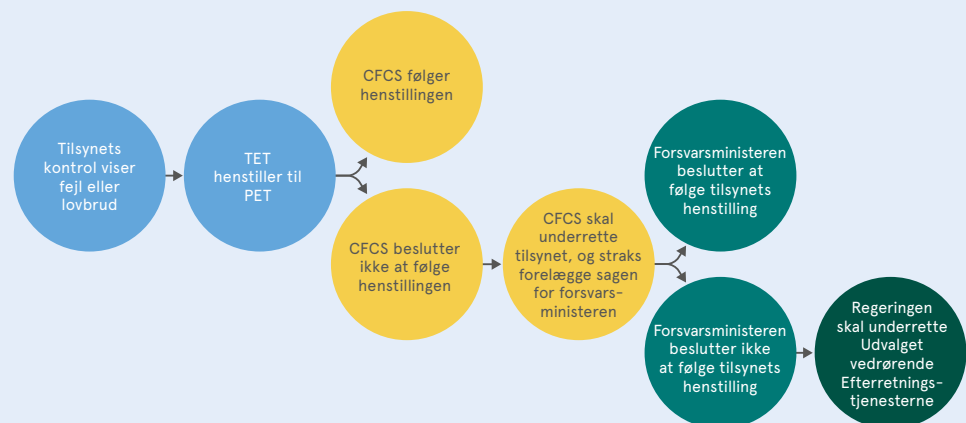 Tilsynets
kontrol viser
fejl eller
lovbrud
TET
henstiller til
PET
CFCS følger
henstillingen
CFCS beslutter
ikke at følge
henstillingen
CFCS skal
underrette
tilsynet, og straks
forelægge sagen
for forsvars-
ministeren
Forsvarsministeren
beslutter at
følge tilsynets
henstilling
Forsvarsministeren
beslutter ikke
at følge tilsynets
henstilling
Regeringen
skal underrette
Udvalget
vedrørende
Efterretnings-
tjenesterne